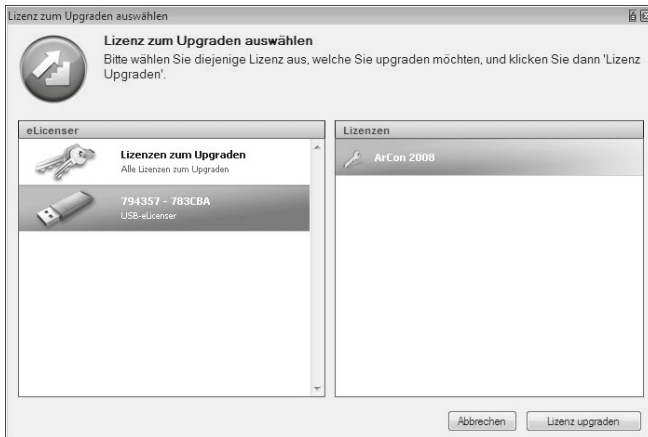 Lizenz zum Upgraden auswählen
Lizenz zum Upgraden auswählen
Bitte wählen Sie diejenige Lizenz aus, welche Sie upgraden möchten, und klicken Sie dann 'Lizenz
Upgraden'.
eLicenser
Lizenzen zum Upgraden
Alle Lizenzen zum Upgraden
794357 - 783CBA
USB-eLicenser
Lizenzen
ArCon 2008
Abbrechen
Lizenz upgraden